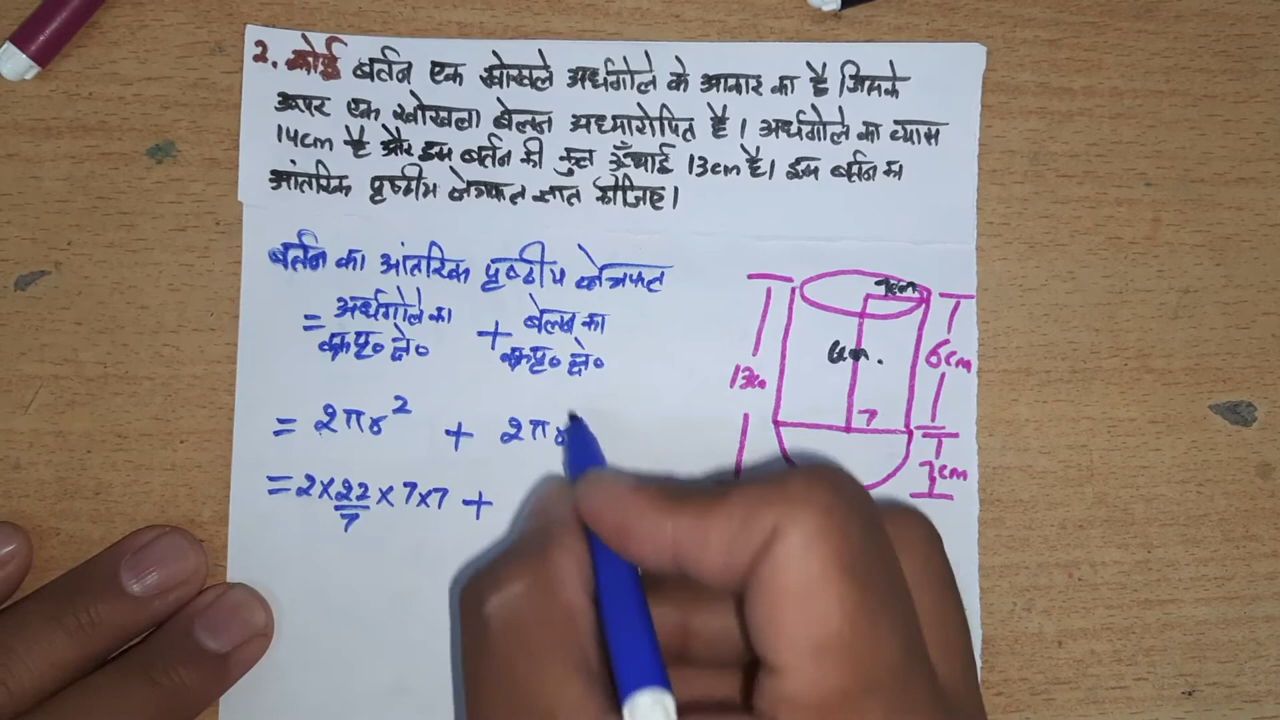 2. कोई बर्तन एक खोखले अर्धगोले के आकार का है जिसके
ऊपर एक खोखला बेलन अध्यारोपित है। अर्धगोले का व्यास
14cm है और इस बर्तन की कुल ऊँचाई 13cm है। इस बर्तन का
आंतरिक पृष्ठीय क्षेत्रफल ज्ञात कीजिए।
बर्तन का आंतरिक पृष्ठीय क्षेत्रफल
= अर्धगोले का वक्र पृ० क्षे० + बेलन का वक्र पृ० क्षे०
= 2πr² + 2πr
= 2×22/7×7×7+
7cm
6cm.
6cm
13cm
7
7cm